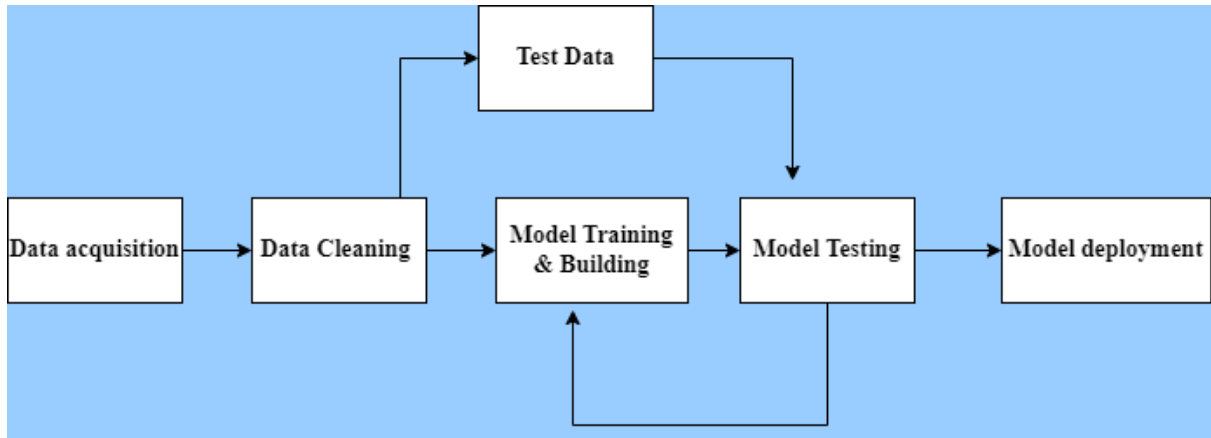 Test Data
Data acquisition
Data Cleaning
Model Training
& Building
Model Testing
Model deployment